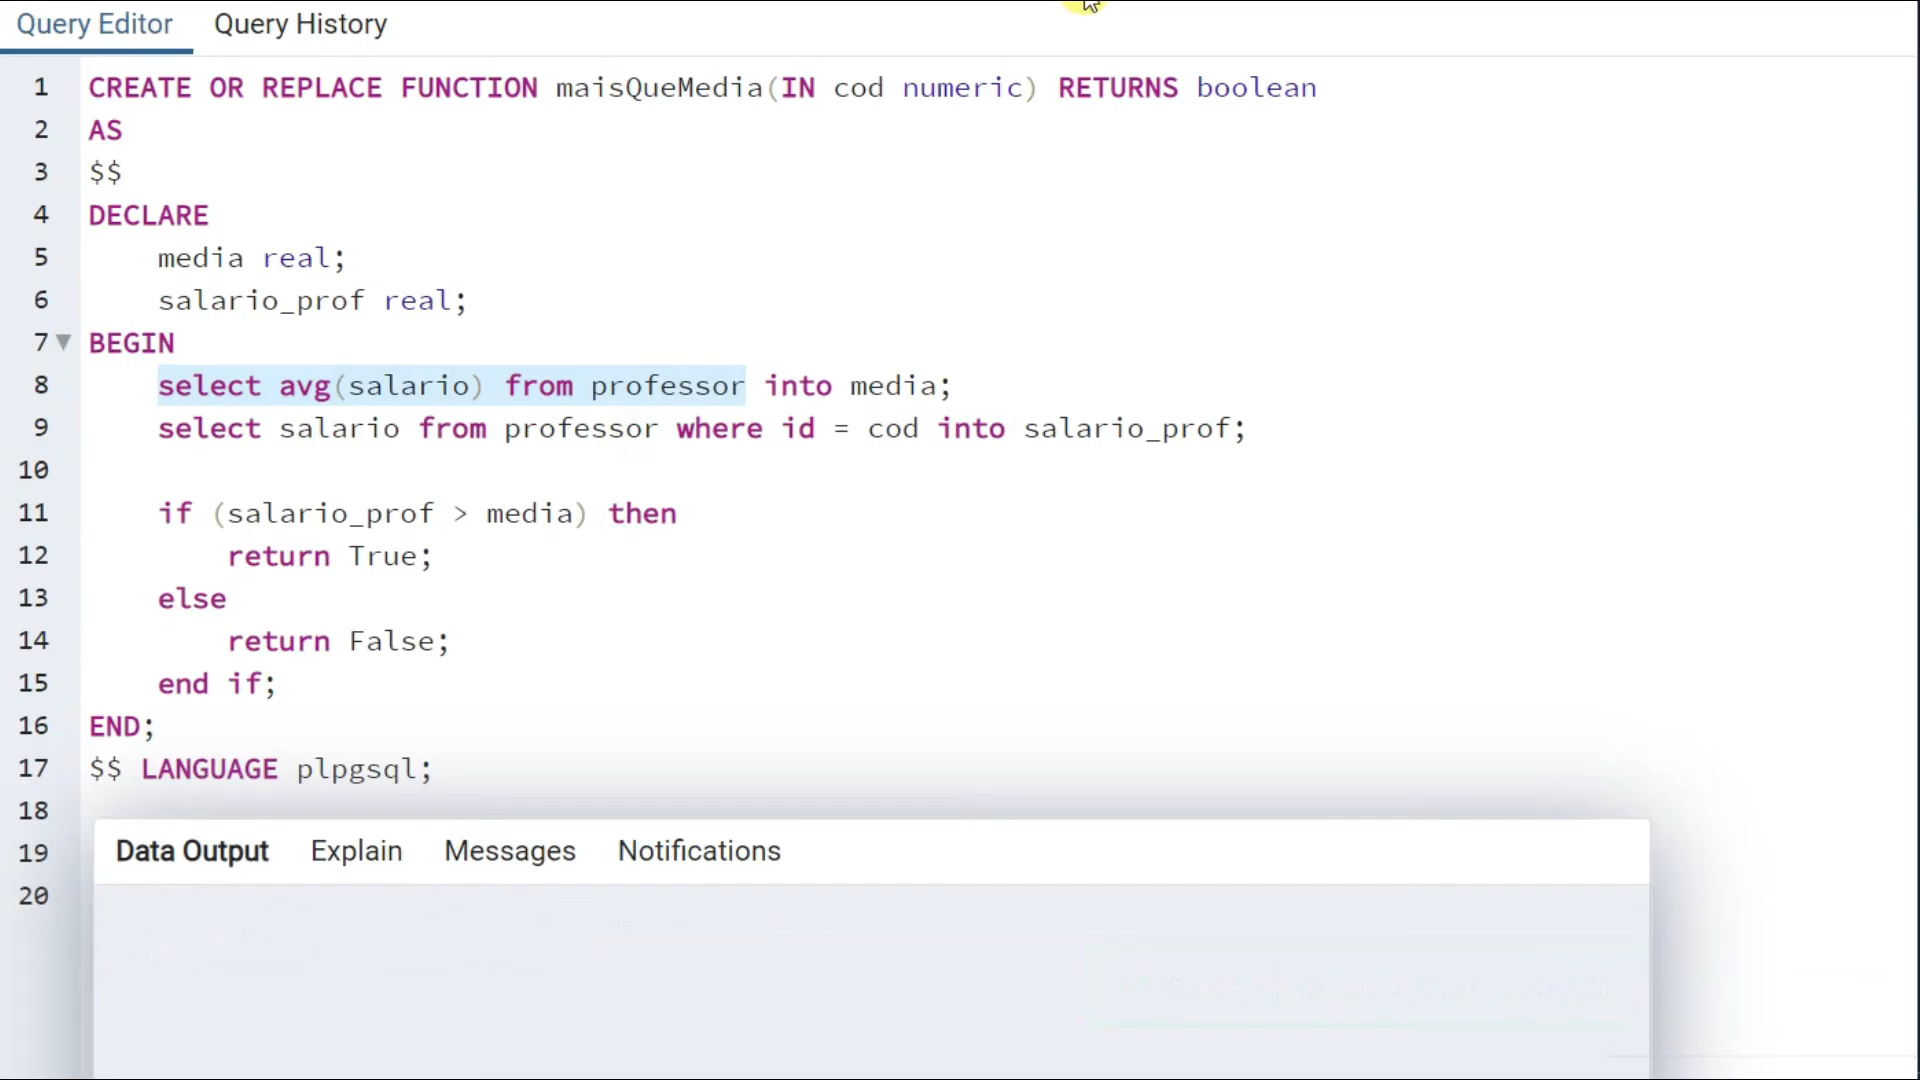 Query Editor Query History
1 CREATE OR REPLACE FUNCTION maisQueMedia(IN cod numeric) RETURNS boolean
2 AS
3 $$
4 DECLARE
5 media real;
6 salario_prof real;
7 BEGIN
8 select avg(salario) from professor into media;
9 select salario from professor where id = cod into salario_prof;
10
11 if (salario_prof > media) then
12 return True;
13 else
14 return False;
15 end if;
16 END;
17 $$ LANGUAGE plpgsql;
18
19
20
Data Output Explain Messages Notifications